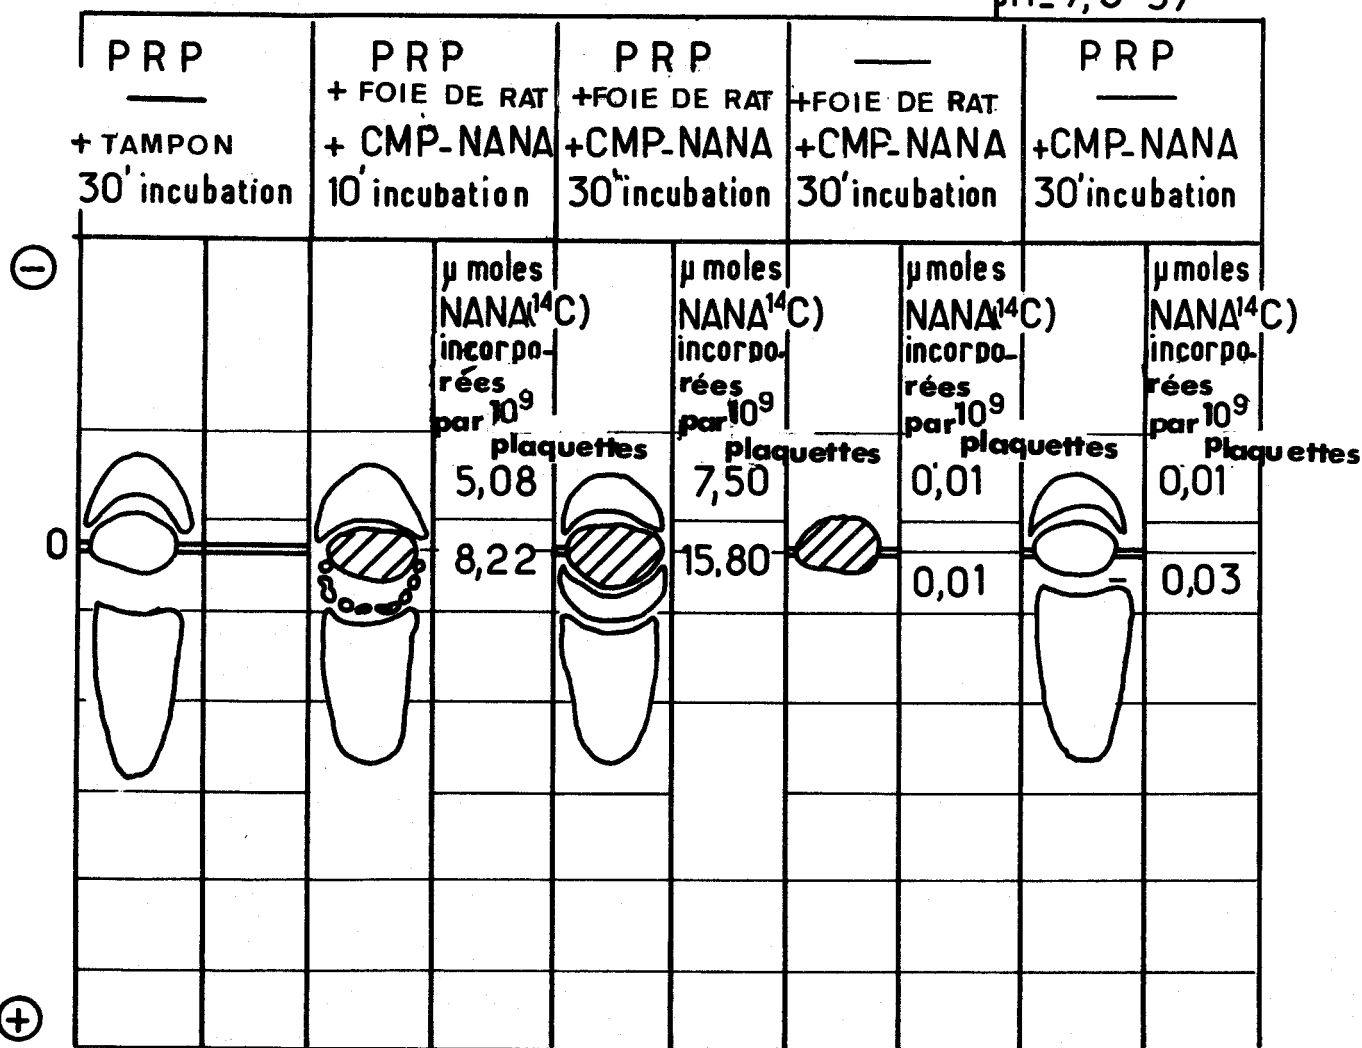 PRP
+ TAMPON
30' incubation
PRP
+ FOIE DE RAT
+ CMP-NANA
10' incubation
PRP
+FOIE DE RAT
+CMP-NANA
30' incubation
+FOIE DE RAT
+CMP-NANA
30' incubation
PRP
+CMP-NANA
30' incubation
−
µ moles
NANA(14C)
incorpo-
rées
par 10⁹
plaquettes
5,08
8,22
µ moles
NANA14C)
incorpo-
rées
par 10⁹
plaquettes
7,50
15,80
µ moles
NANA(14C)
incorpo-
rées
par 10⁹
plaquettes
0,01
0,01
µ moles
NANA14C)
incorpo-
rées
par 10⁹
plaquettes
0,01
0,03
0
+